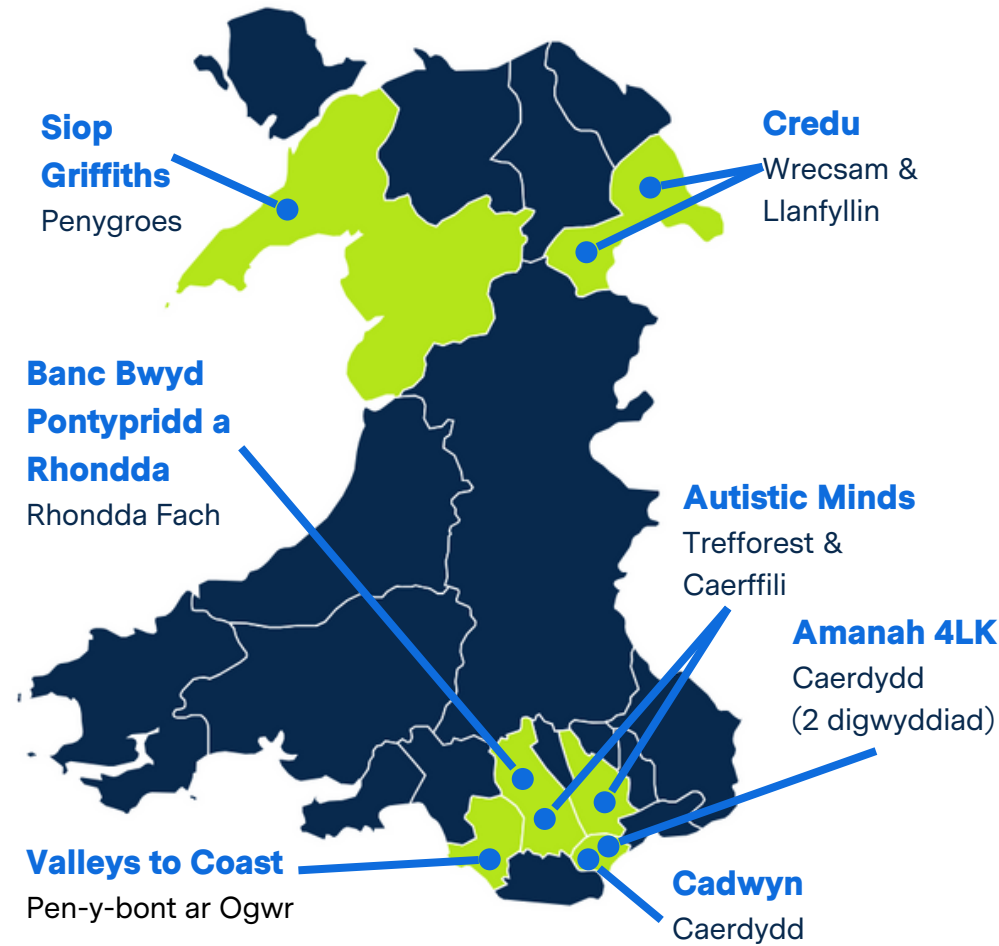 Siop
Griffiths
Penygroes
Credu
Wrecsam &
Llanfyllin
Banc Bwyd
Pontypridd a
Rhondda
Rhondda Fach
Autistic Minds
Trefforest &
Caerffili
Amanah 4LK
Caerdydd
(2 digwyddiad)
Valleys to Coast
Pen-y-bont ar Ogwr
Cadwyn
Caerdydd